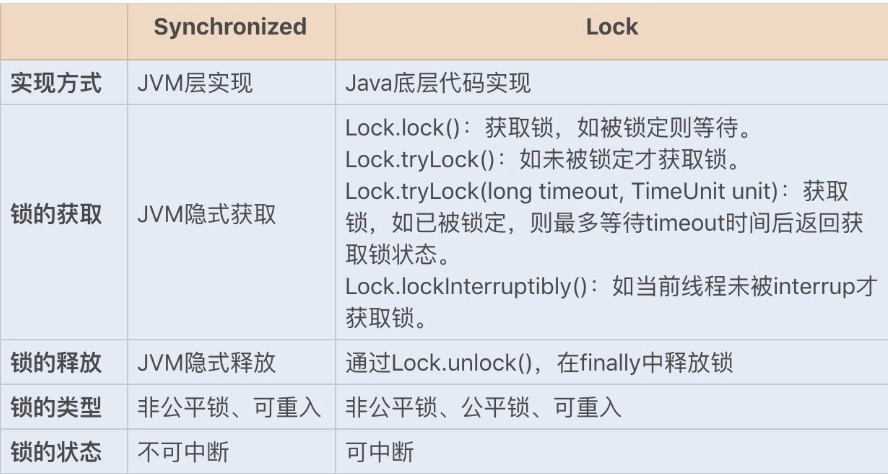 Synchronized Lock
实现方式 JVM层实现 Java底层代码实现
锁的获取 JVM隐式获取 Lock.lock()：获取锁，如被锁定则等待。
Lock.tryLock()：如未被锁定才获取锁。
Lock.tryLock(long timeout, TimeUnit unit)：获取
锁，如已被锁定，则最多等待timeout时间后返回获
取锁状态。
Lock.lockInterruptibly()：如当前线程未被interrup才
获取锁。
锁的释放 JVM隐式释放 通过Lock.unlock()，在finally中释放锁
锁的类型 非公平锁、可重入 非公平锁、公平锁、可重入
锁的状态 不可中断 可中断